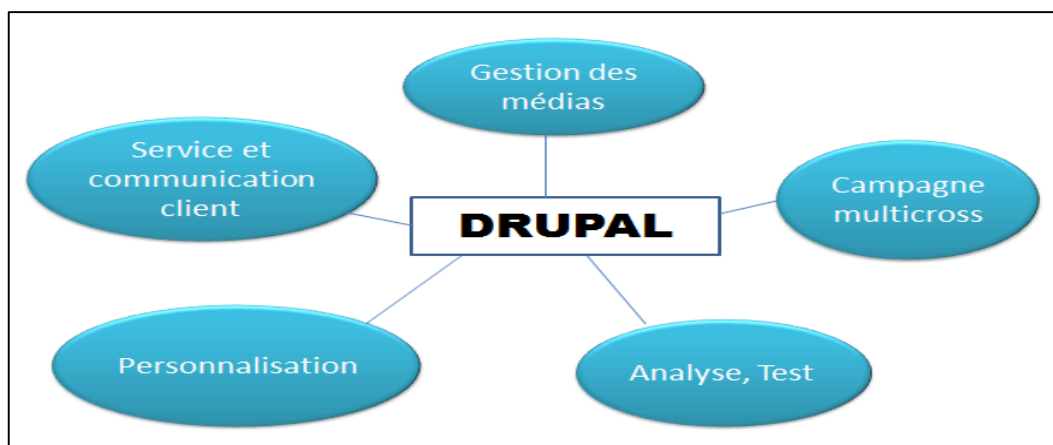 Gestion des
médias
Service et
communication
client
Campagne
multicross
DRUPAL
Personnalisation
Analyse, Test